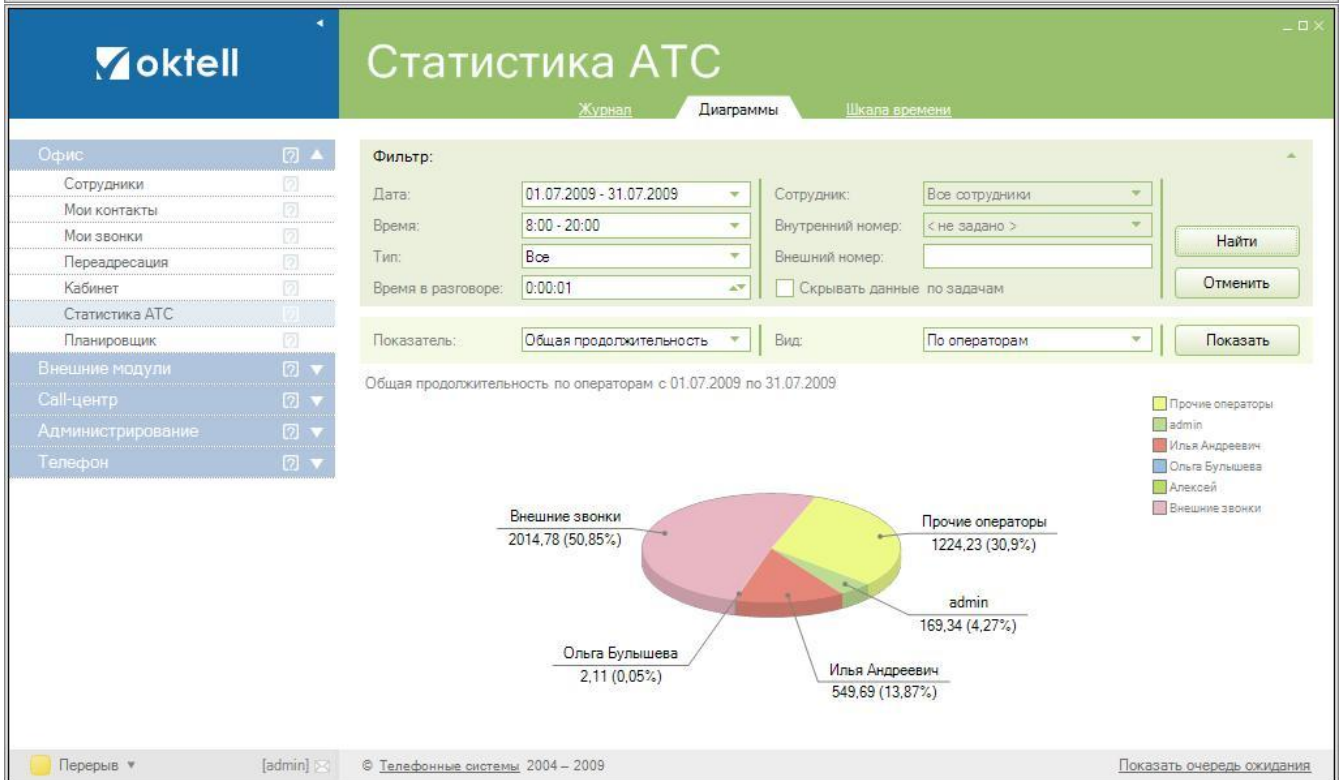 oktell
Статистика АТС
Журнал Диаграммы Шкала времени
Офис
Сотрудники
Мои контакты
Мои звонки
Переадресация
Кабинет
Статистика АТС
Планировщик
Внешние модули
Call-центр
Администрирование
Телефон
Фильтр:
Дата: 01.07.2009 - 31.07.2009 Сотрудник: Все сотрудники
Время: 8:00 - 20:00 Внутренний номер: < не задано >
Найти
Тип: Все Внешний номер:
Время в разговоре: 0:00:01 Скрывать данные по задачам
Отменить
Показатель: Общая продолжительность Вид: По операторам Показать
Общая продолжительность по операторам с 01.07.2009 по 31.07.2009
Прочие операторы
admin
Илья Андреевич
Ольга Булышева
Алексей
Внешние звонки
Внешние звонки
2014,78 (50,85%)
Прочие операторы
1224,23 (30,9%)
admin
169,34 (4,27%)
Ольга Булышева
2,11 (0,05%)
Илья Андреевич
549,69 (13,87%)
Перерыв [admin] © Телефонные системы 2004 – 2009 Показать очередь ожидания